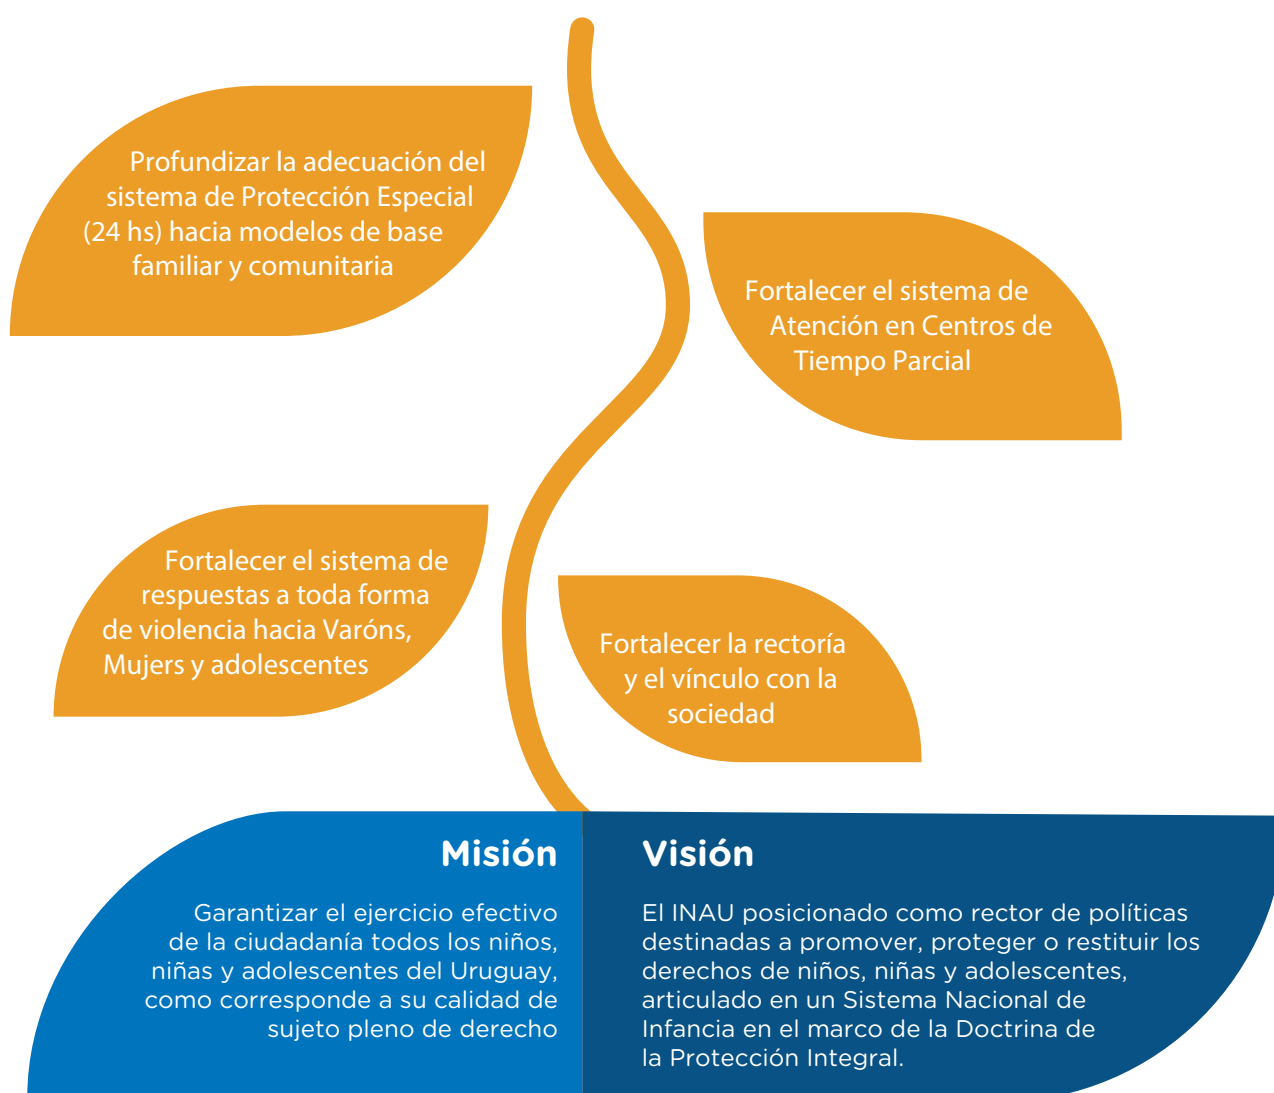 Profundizar la adecuación del
sistema de Protección Especial
(24 hs) hacia modelos de base
familiar y comunitaria
Fortalecer el sistema de
Atención en Centros de
Tiempo Parcial
Fortalecer el sistema de
respuestas a toda forma
de violencia hacia Varóns,
Mujers y adolescentes
Fortalecer la rectoría
y el vínculo con la
sociedad
Misión
Garantizar el ejercicio efectivo
de la ciudadanía todos los niños,
niñas y adolescentes del Uruguay,
como corresponde a su calidad de
sujeto pleno de derecho
Visión
El INAU posicionado como rector de políticas
destinadas a promover, proteger o restituir los
derechos de niños, niñas y adolescentes,
articulado en un Sistema Nacional de
Infancia en el marco de la Doctrina de
la Protección Integral.